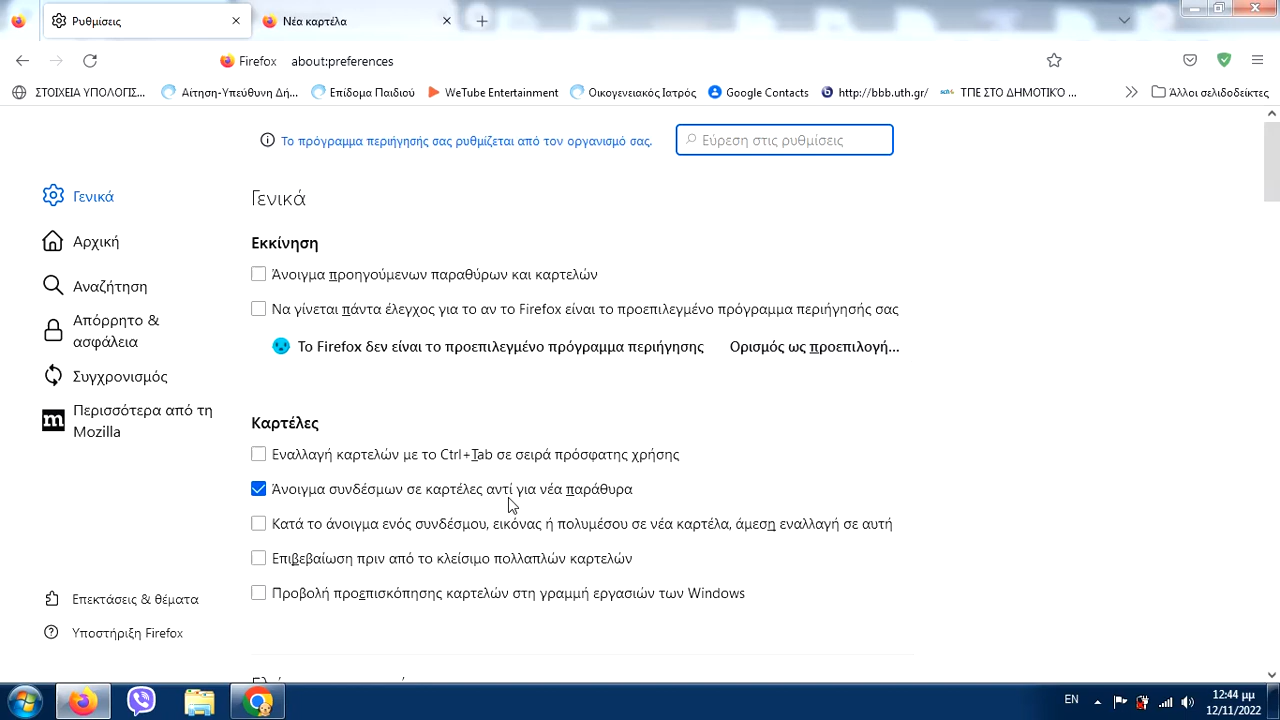 Ρυθμίσεις
Νέα καρτέλα
Firefox about:preferences
ΣΤΟΙΧΕΙΑ ΥΠΟΛΟΓΙΣ...
Αίτηση-Υπεύθυνη Δή...
Επίδομα Παιδιού
WeTube Entertainment
Οικογενειακός Ιατρός
Google Contacts
http://bbb.uth.gr/
ΤΠΕ ΣΤΟ ΔΗΜΟΤΙΚΌ ...
Άλλοι σελιδοδείκτες
Το πρόγραμμα περιήγησής σας ρυθμίζεται από τον οργανισμό σας.
Εύρεση στις ρυθμίσεις
Γενικά
Αρχική
Αναζήτηση
Απόρρητο &
ασφάλεια
Συγχρονισμός
Περισσότερα από τη
Mozilla
Επεκτάσεις & θέματα
Υποστήριξη Firefox
Γενικά
Εκκίνηση
Άνοιγμα προηγούμενων παραθύρων και καρτελών
Να γίνεται πάντα έλεγχος για το αν το Firefox είναι το προεπιλεγμένο πρόγραμμα περιήγησής σας
Το Firefox δεν είναι το προεπιλεγμένο πρόγραμμα περιήγησης
Ορισμός ως προεπιλογή...
Καρτέλες
Εναλλαγή καρτελών με το Ctrl+Tab σε σειρά πρόσφατης χρήσης
Άνοιγμα συνδέσμων σε καρτέλες αντί για νέα παράθυρα
Κατά το άνοιγμα ενός συνδέσμου, εικόνας ή πολυμέσου σε νέα καρτέλα, άμεση εναλλαγή σε αυτή
Επιβεβαίωση πριν από το κλείσιμο πολλαπλών καρτελών
Προβολή προεπισκόπησης καρτελών στη γραμμή εργασιών των Windows
EN
12:44 μμ
12/11/2022